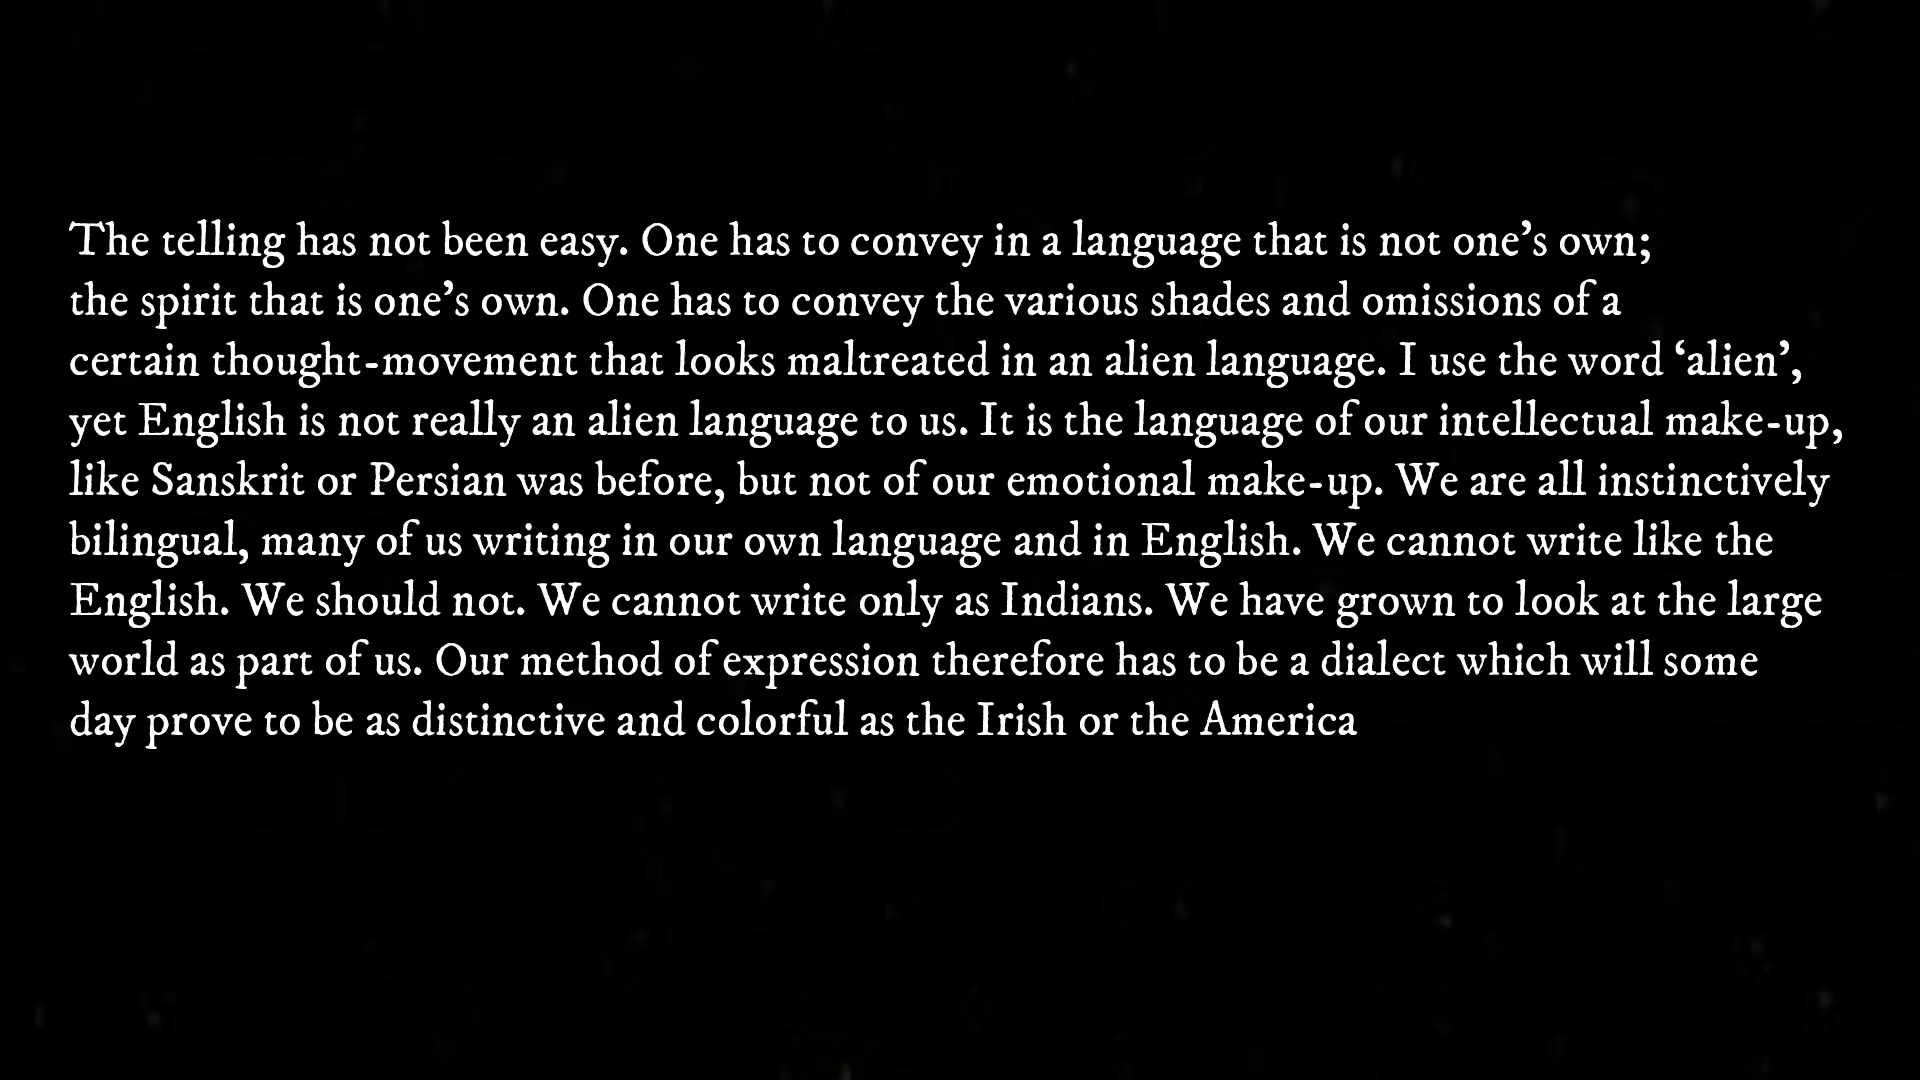 The telling has not been easy. One has to convey in a language that is not one’s own;
the spirit that is one’s own. One has to convey the various shades and omissions of a
certain thought-movement that looks maltreated in an alien language. I use the word ‘alien’,
yet English is not really an alien language to us. It is the language of our intellectual make-up,
like Sanskrit or Persian was before, but not of our emotional make-up. We are all instinctively
bilingual, many of us writing in our own language and in English. We cannot write like the
English. We should not. We cannot write only as Indians. We have grown to look at the large
world as part of us. Our method of expression therefore has to be a dialect which will some
day prove to be as distinctive and colorful as the Irish or the America